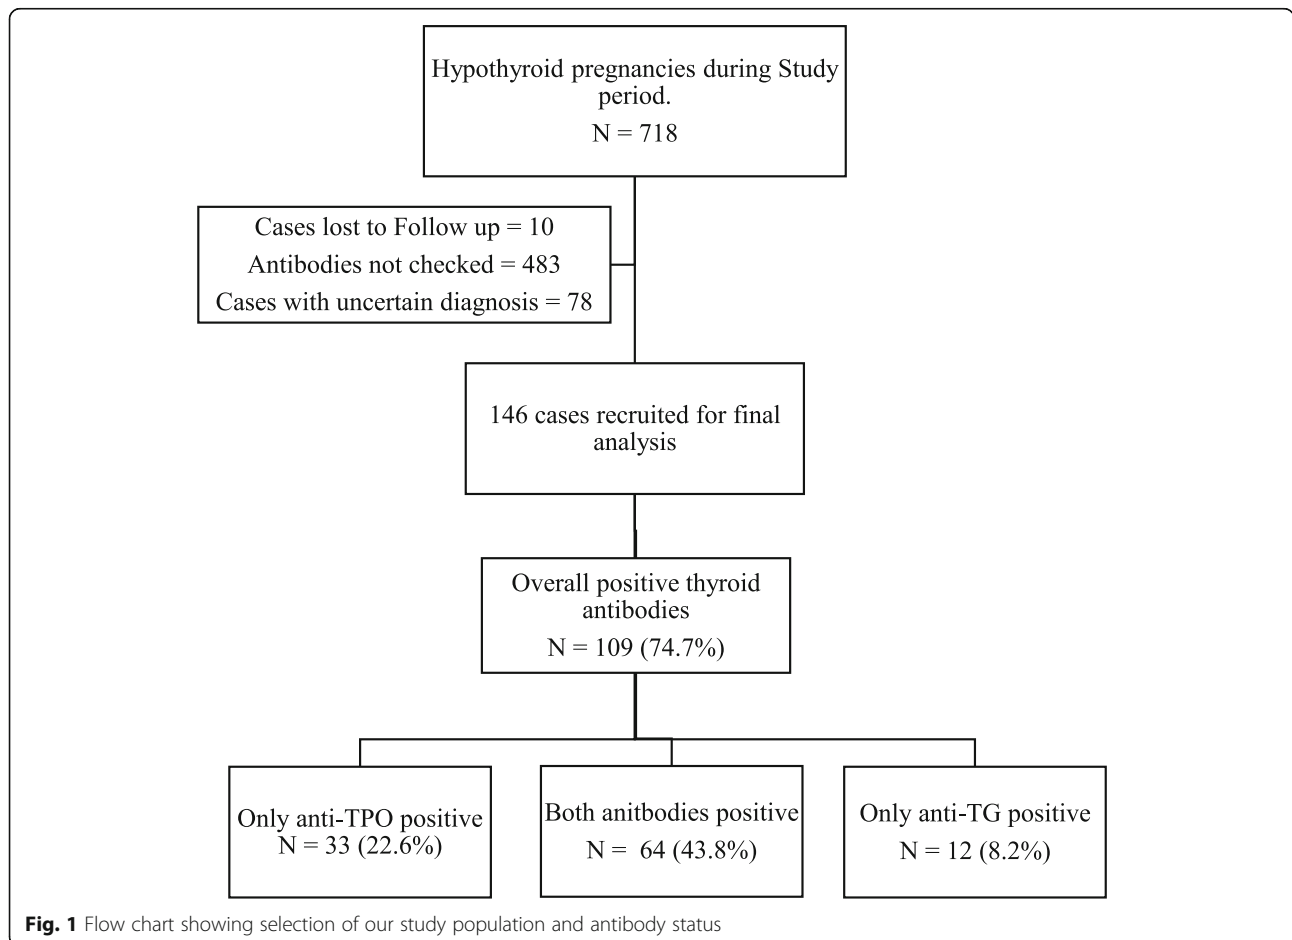 Hypothyroid pregnancies during Study
period.
N = 718
Cases lost to Follow up = 10
Antibodies not checked = 483
Cases with uncertain diagnosis = 78
146 cases recruited for final
analysis
Overall positive thyroid
antibodies
N = 109 (74.7%)
Only anti-TPO positive
N = 33 (22.6%)
Both anitbodies positive
N = 64 (43.8%)
Only anti-TG positive
N = 12 (8.2%)
Fig. 1 Flow chart showing selection of our study population and antibody status